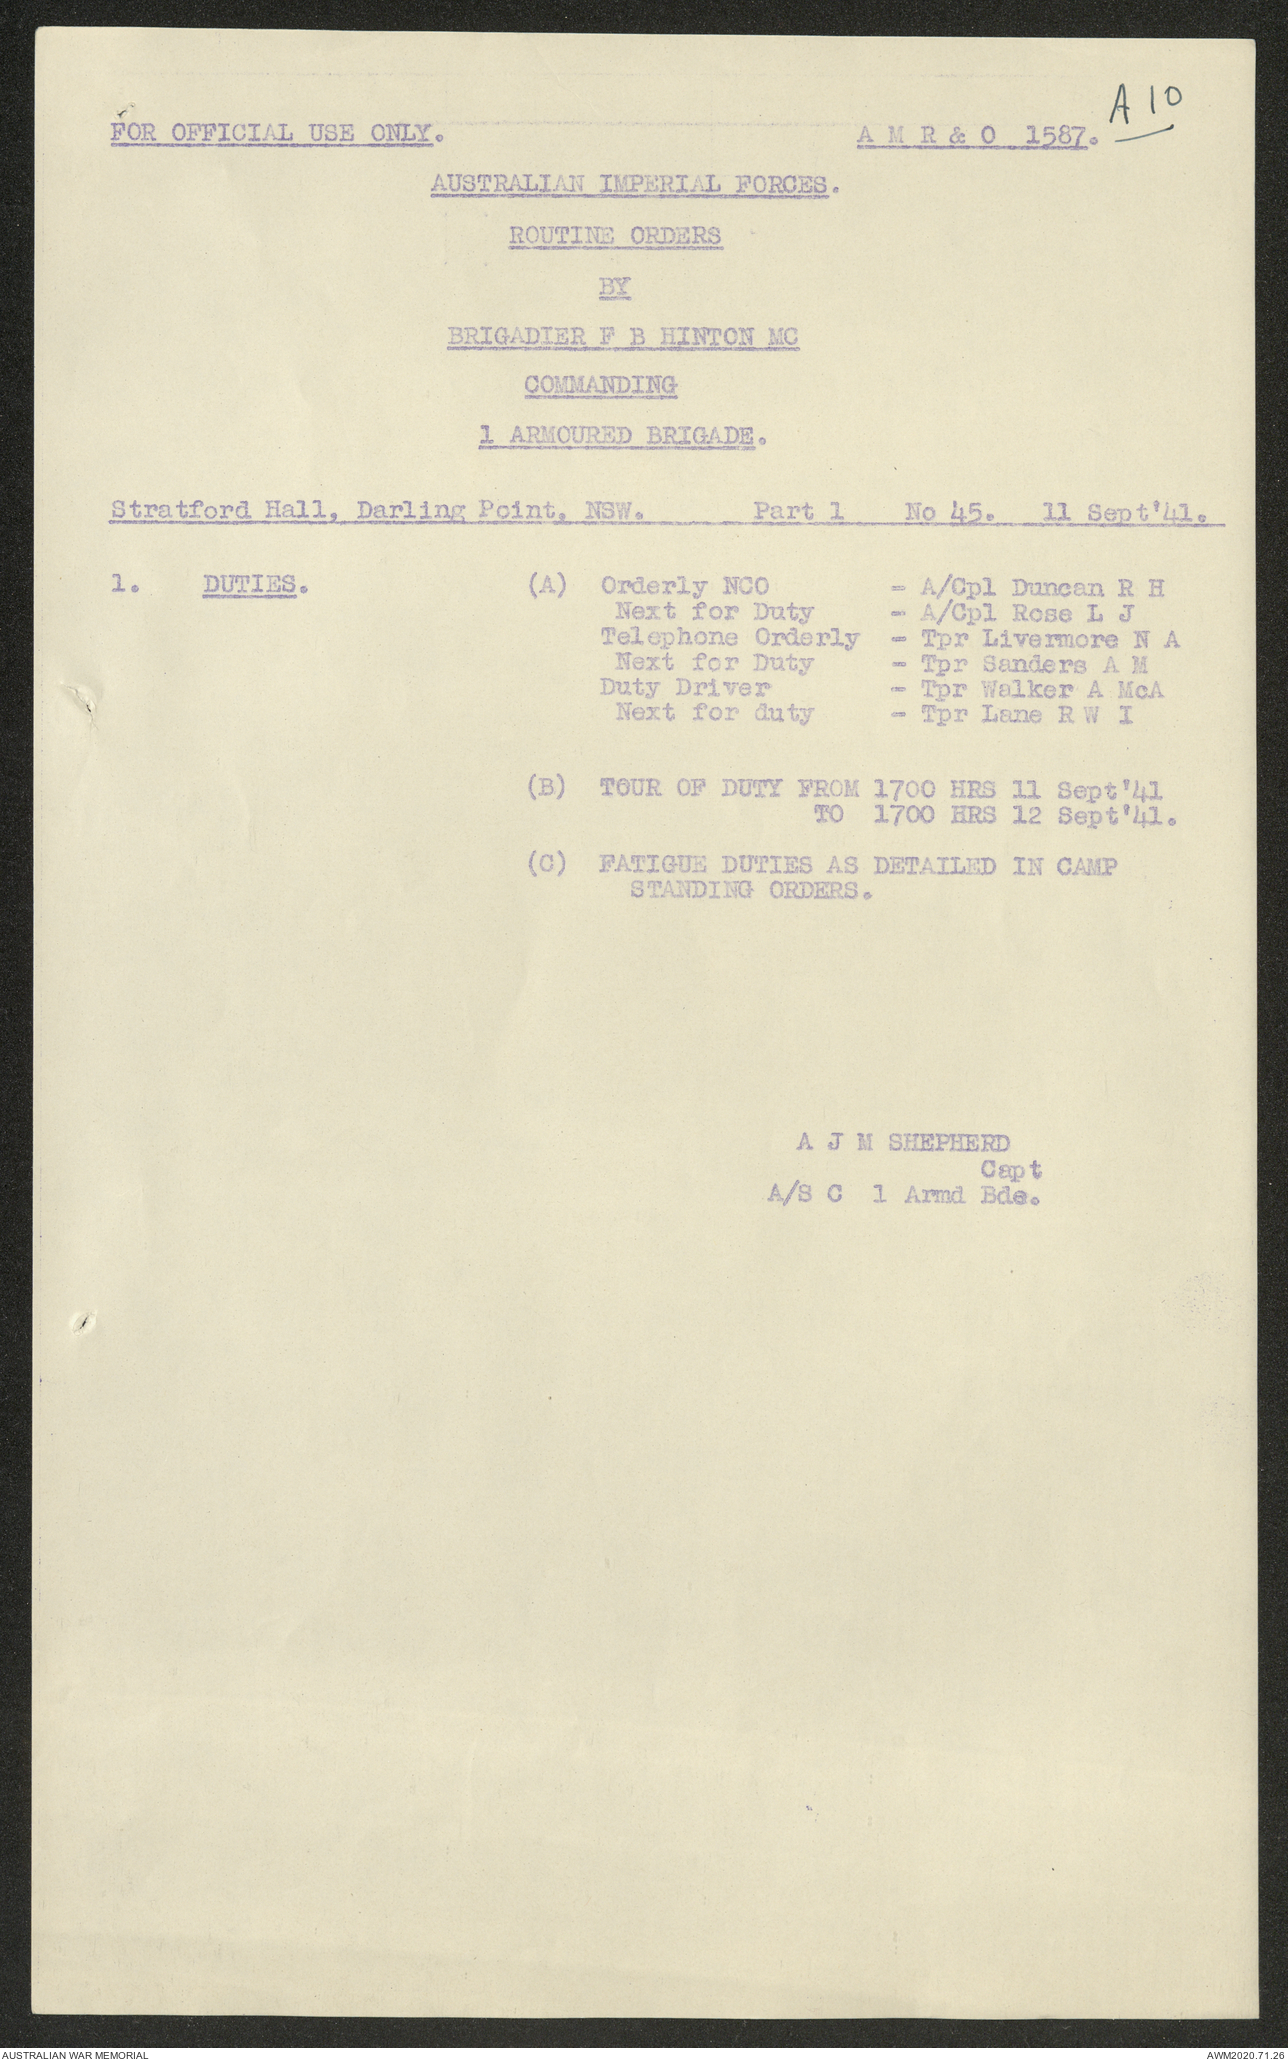 A 10
FOR OFFICIAL USE ONLY. A M R & O 1587.
AUSTRALIAN IMPERIAL FORCES.
ROUTINE ORDERS
BY
BRIGADIER F B HINTON MC
COMMANDING
1 ARMOURED BRIGADE.
Stratford Hall, Darling Point, NSW. Part 1 No 45. 11 Sept'41.
1. DUTIES. (A) Orderly NCO - A/Cpl Duncan R H
Next for Duty - A/Cpl Rose L J
Telephone Orderly - Tpr Livermore N A
Next for Duty - Tpr Sanders A M
Duty Driver - Tpr Walker A McA
Next for duty - Tpr Lane R W I
(B) TOUR OF DUTY FROM 1700 HRS 11 Sept'41
TO 1700 HRS 12 Sept'41.
(C) FATIGUE DUTIES AS DETAILED IN CAMP
STANDING ORDERS.
A J M SHEPHERD
Capt
A/S C 1 Armd Bde.
AUSTRALIAN WAR MEMORIAL AWM2020.71.26